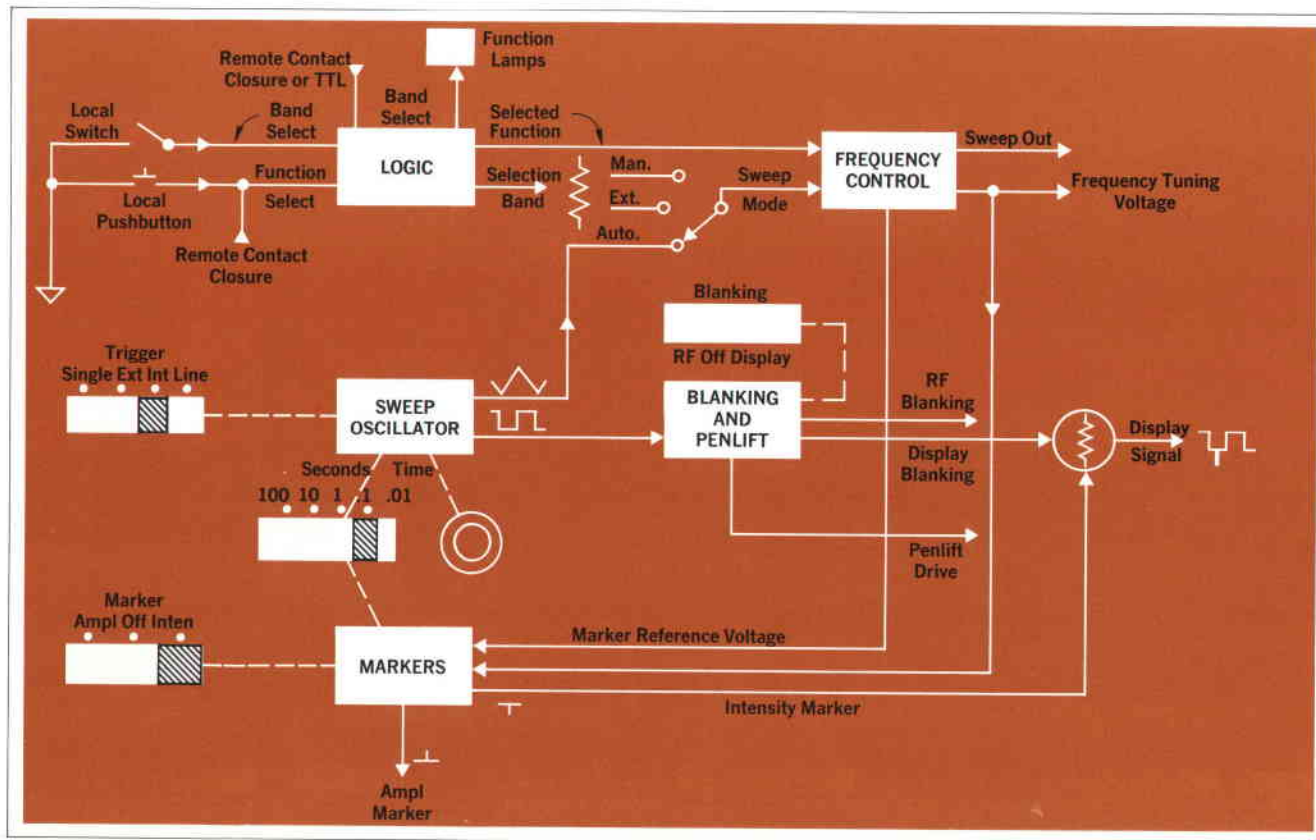 Remote Contact
Closure or TTL
Function
Lamps
Local
Switch
Band
Select
Band
Select
Selected
Function
LOGIC
Function
Select
Local
Pushbutton
Remote Contact
Closure
Selection
Band
Man.
Ext.
Auto.
Sweep
Mode
FREQUENCY
CONTROL
Sweep Out
Frequency Tuning
Voltage
Blanking
RF Off Display
Trigger
Single Ext Int Line
SWEEP
OSCILLATOR
BLANKING
AND
PENLIFT
RF
Blanking
Display
Blanking
Display
Signal
Seconds Time
100 10 1 .1 .01
Penlift
Drive
Marker
Ampl Off Inten
MARKERS
Marker Reference Voltage
Intensity Marker
Ampl
Marker